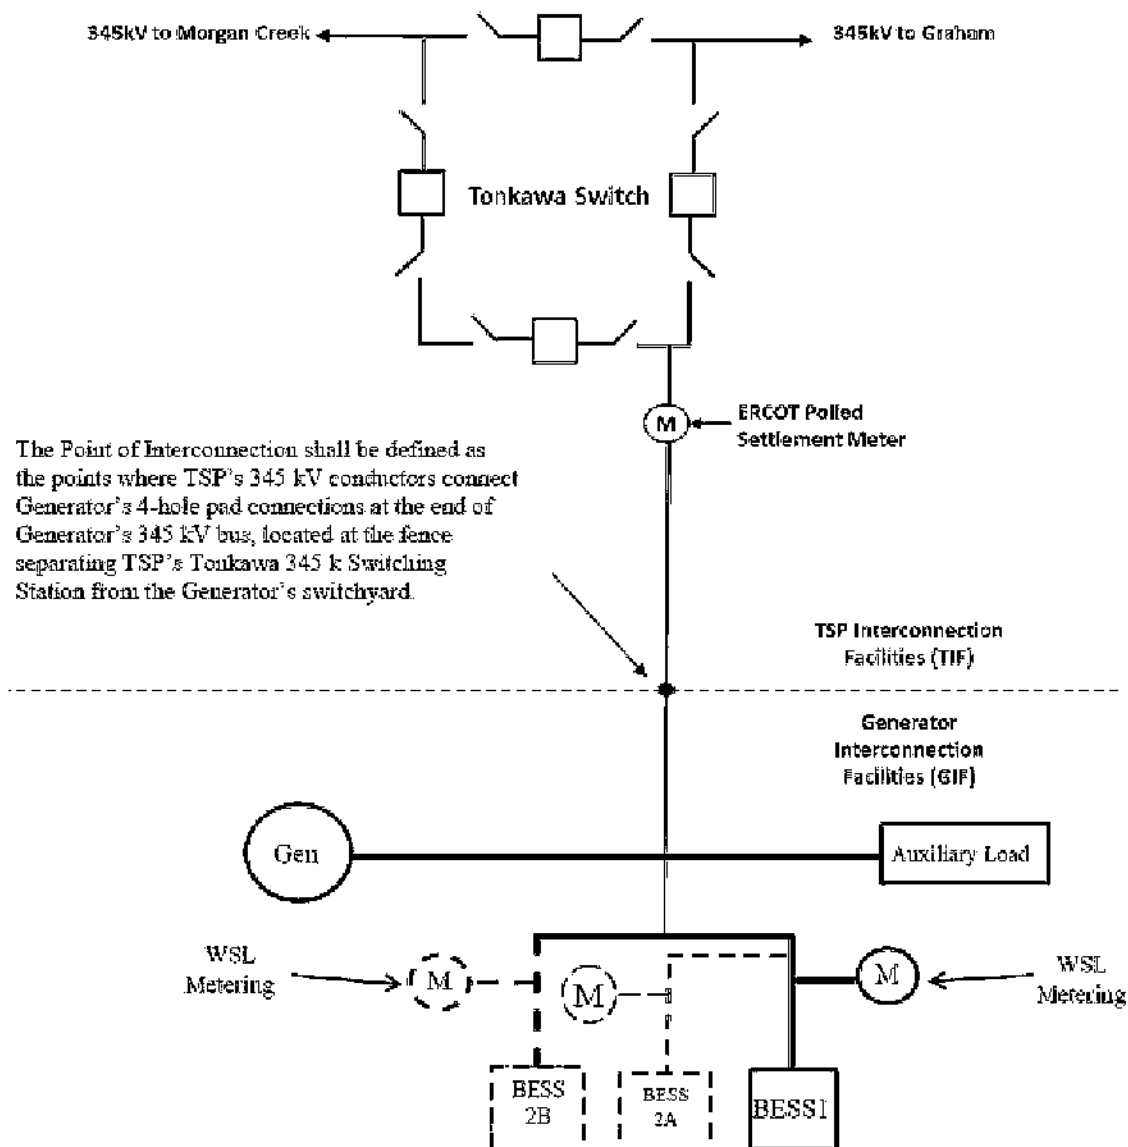 345kV to Morgan Creek
345kV to Graham
Tonkawa Switch
M
ERCOT Polled
Settlement Meter
The Point of Interconnection shall be defined as
the points where TSP's 345 kV conductors connect
Generator's 4-hole pad connections at the end of
Generator's 345 kV bus, located at the fence
separating TSP's Tonkawa 345 k Switching
Station from the Generator's switchyard.
TSP Interconnection
Facilities (TIF)
Generator
Interconnection
Facilities (GIF)
Gen
Auxiliary Load
WSL
Metering
M
M
M
WSL
Metering
BESS
2B
BESS
2A
BESS1